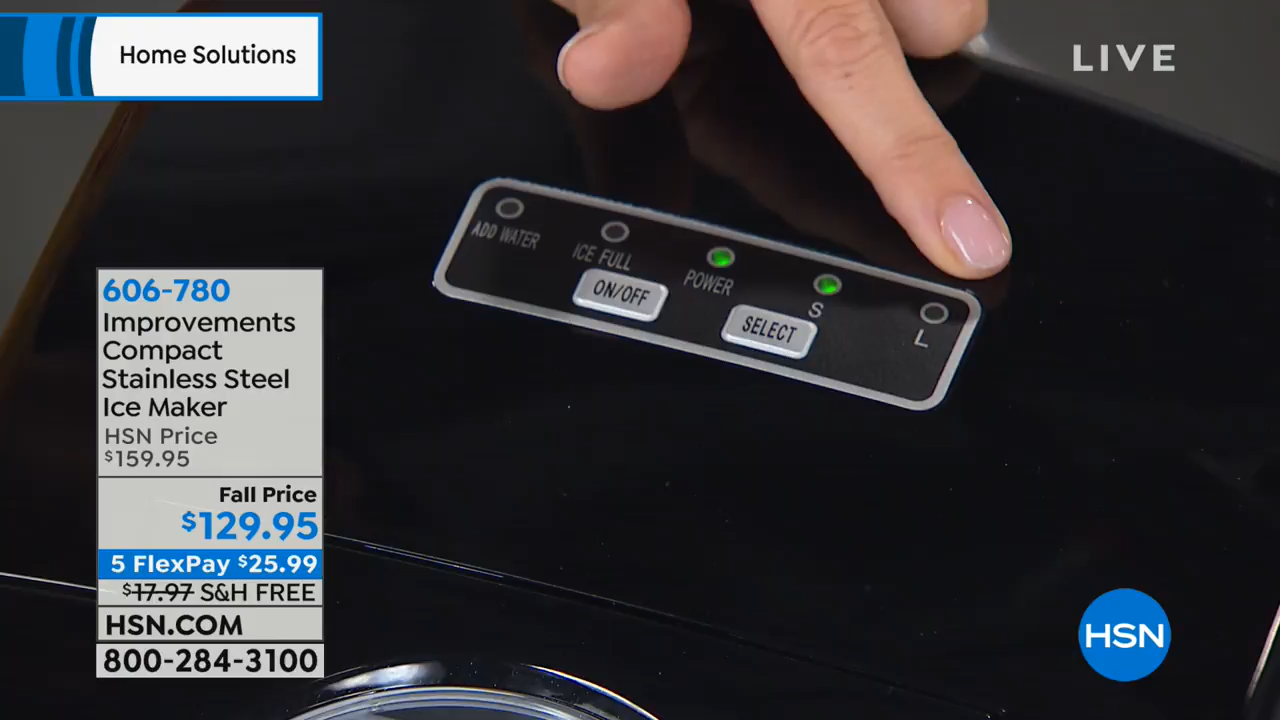 Home Solutions
LIVE
ADD WATER
ICE FULL
POWER
S
L
ON/OFF
SELECT
606-780
Improvements
Compact
Stainless Steel
Ice Maker
HSN Price
$159.95
Fall Price
$129.95
5 FlexPay $25.99
$17.97 S&H FREE
HSN.COM
800-284-3100
HSN